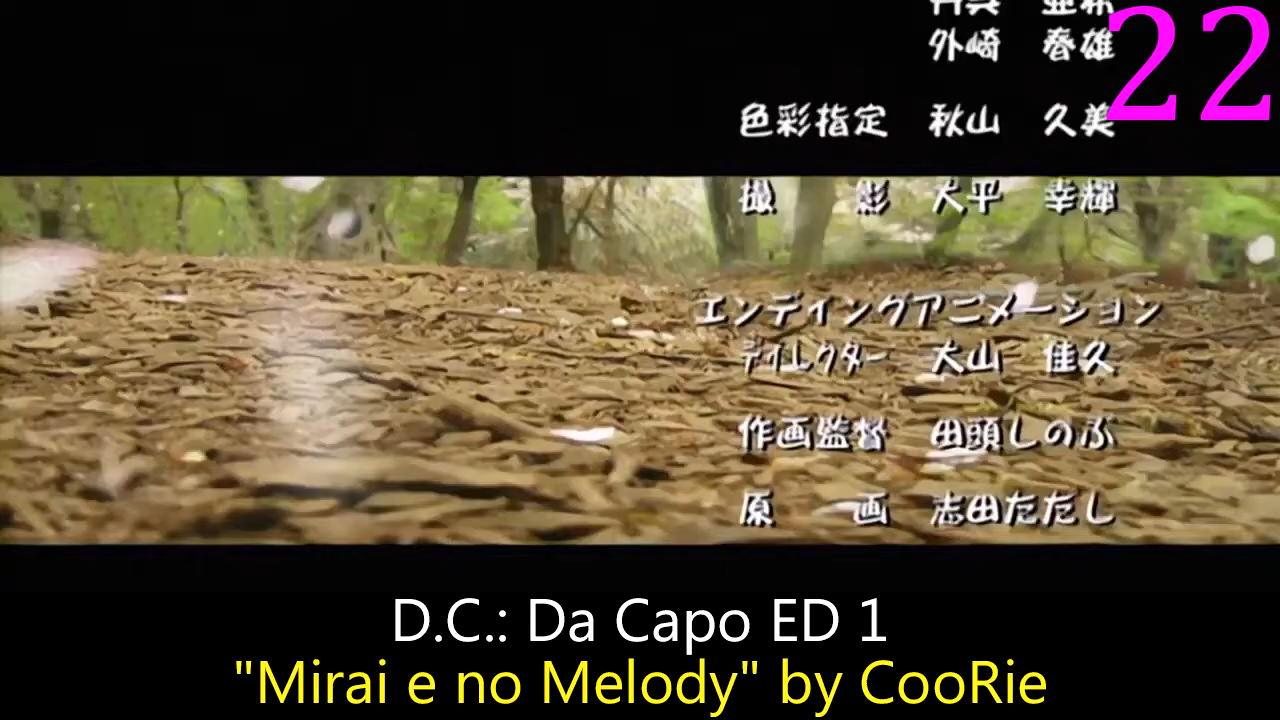 22
外崎 春雄
色彩指定 秋山 久美
撮 影 大平 幸輝
エンディングアニメーション
ディレクター 大山 佳久
作画監督 田頭しのぶ
原 画 志田ただし
D.C.: Da Capo ED 1
"Mirai e no Melody" by CooRie